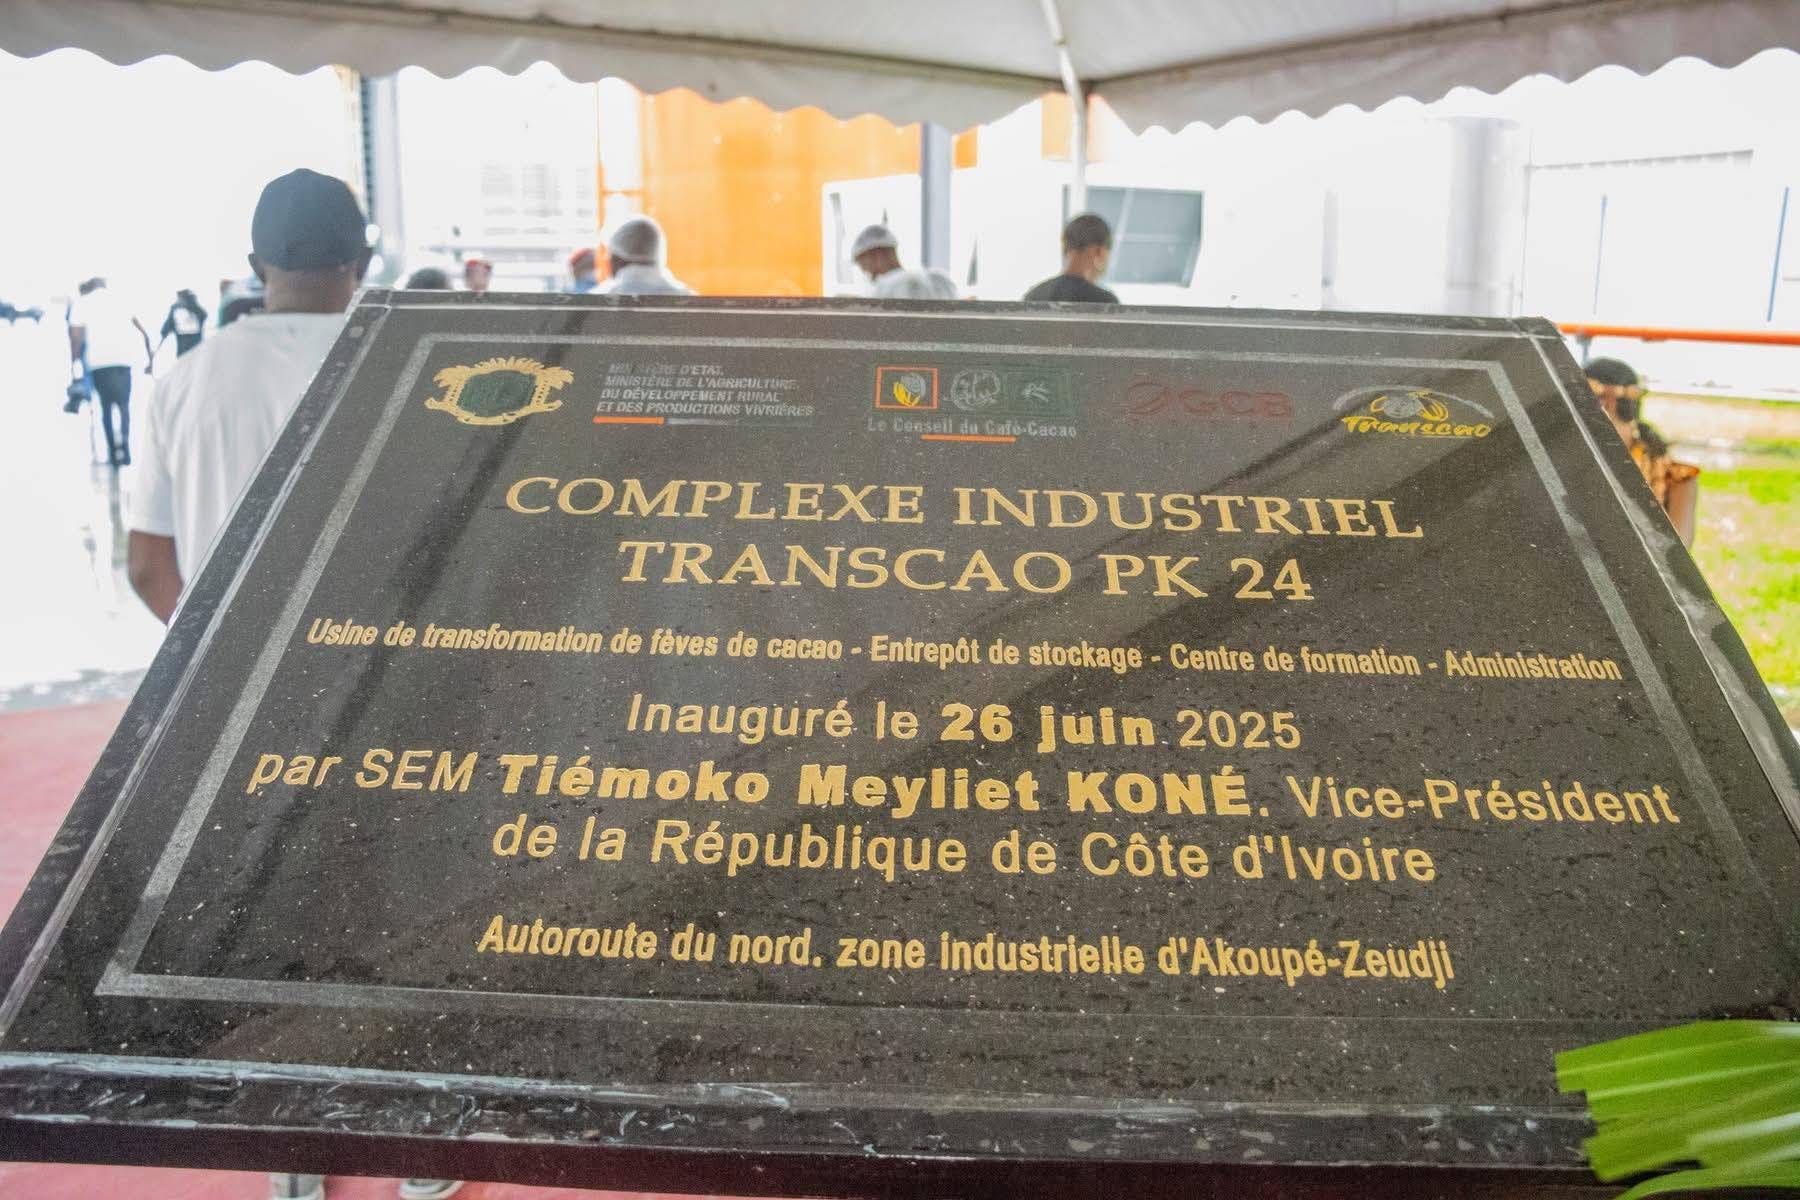 MINISTÈRE D'ETAT,
MINISTÈRE DE L'AGRICULTURE,
DU DÉVELOPPEMENT RURAL
ET DES PRODUCTIONS VIVRIÈRES
Le Conseil du Café-Cacao
GCB
Transcao
COMPLEXE INDUSTRIEL
TRANSCAO PK 24
Usine de transformation de fèves de cacao - Entrepôt de stockage - Centre de formation - Administration
Inauguré le 26 juin 2025
par SEM Tiémoko Meyliet KONÉ. Vice-Président
de la République de Côte d'Ivoire
Autoroute du nord. zone industrielle d'Akoupé-Zeudji